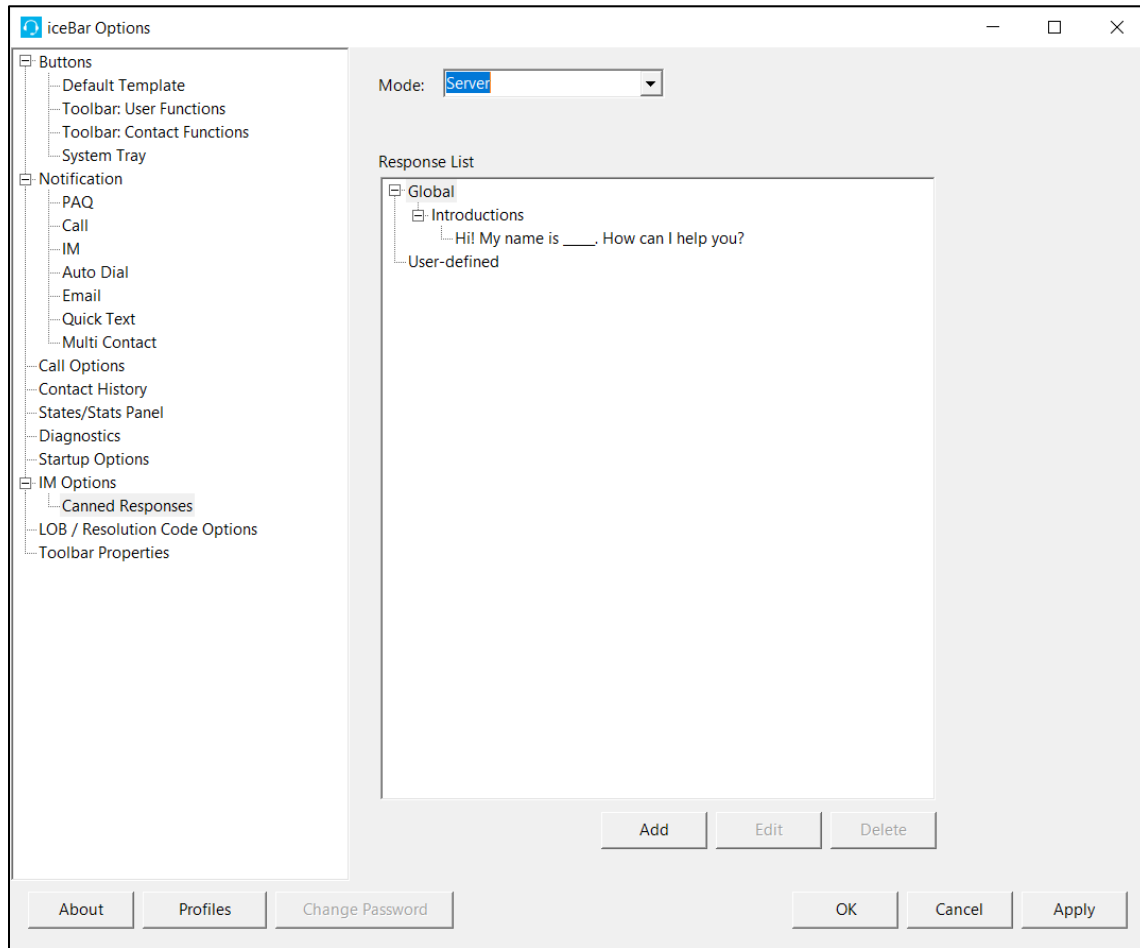 iceBar Options
Buttons
Default Template
Toolbar: User Functions
Toolbar: Contact Functions
System Tray
Notification
PAQ
Call
IM
Auto Dial
Email
Quick Text
Multi Contact
Call Options
Contact History
States/Stats Panel
Diagnostics
Startup Options
IM Options
Canned Responses
LOB / Resolution Code Options
Toolbar Properties
Mode: Server
Response List
Global
Introductions
Hi! My name is ____. How can I help you?
User-defined
Add Edit Delete
About Profiles Change Password OK Cancel Apply